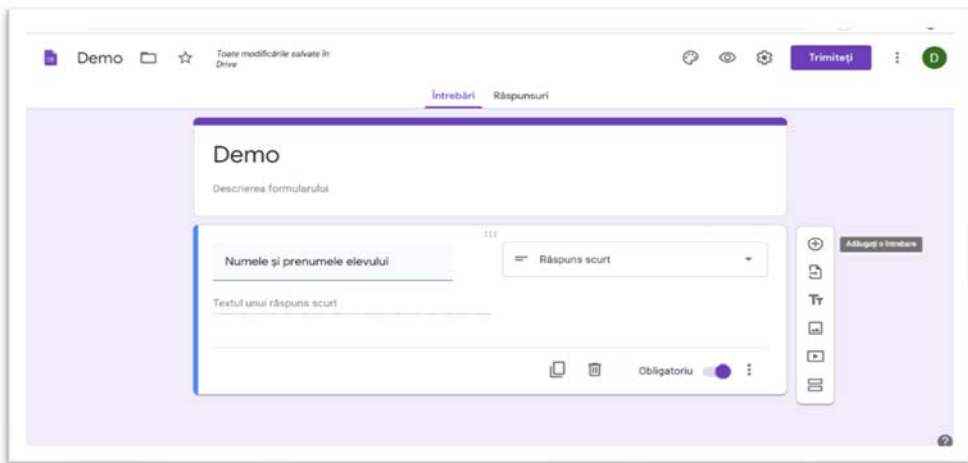 Demo
Toate modificările salvate în
Drive
Trimiteți
D
Întrebări
Răspunsuri
Demo
Descrierea formularului
Numele și prenumele elevului
Răspuns scurt
Adăugați o întrebare
Textul unui răspuns scurt
Tт
Obligatoriu
?